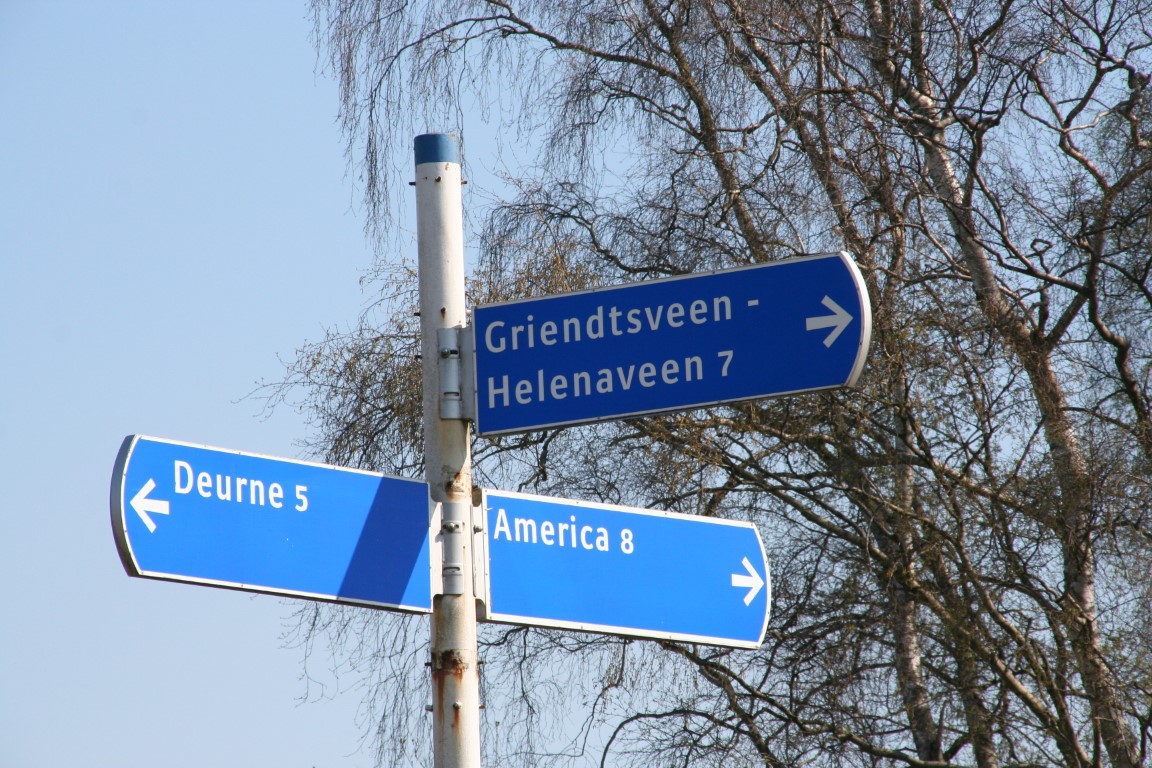 Griendtsveen -
Helenaveen 7
Deurne 5
America 8